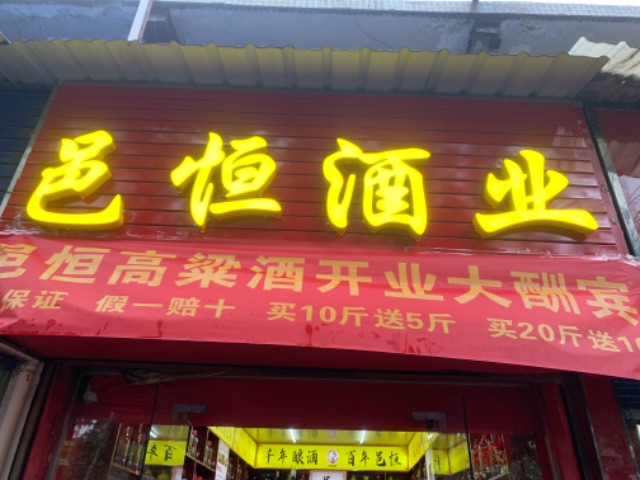 邑恒酒业
邑恒高粱酒开业大酬宾
保证 假一赔十 买10斤送5斤 买20斤送10
千年酿酒 百年邑恒